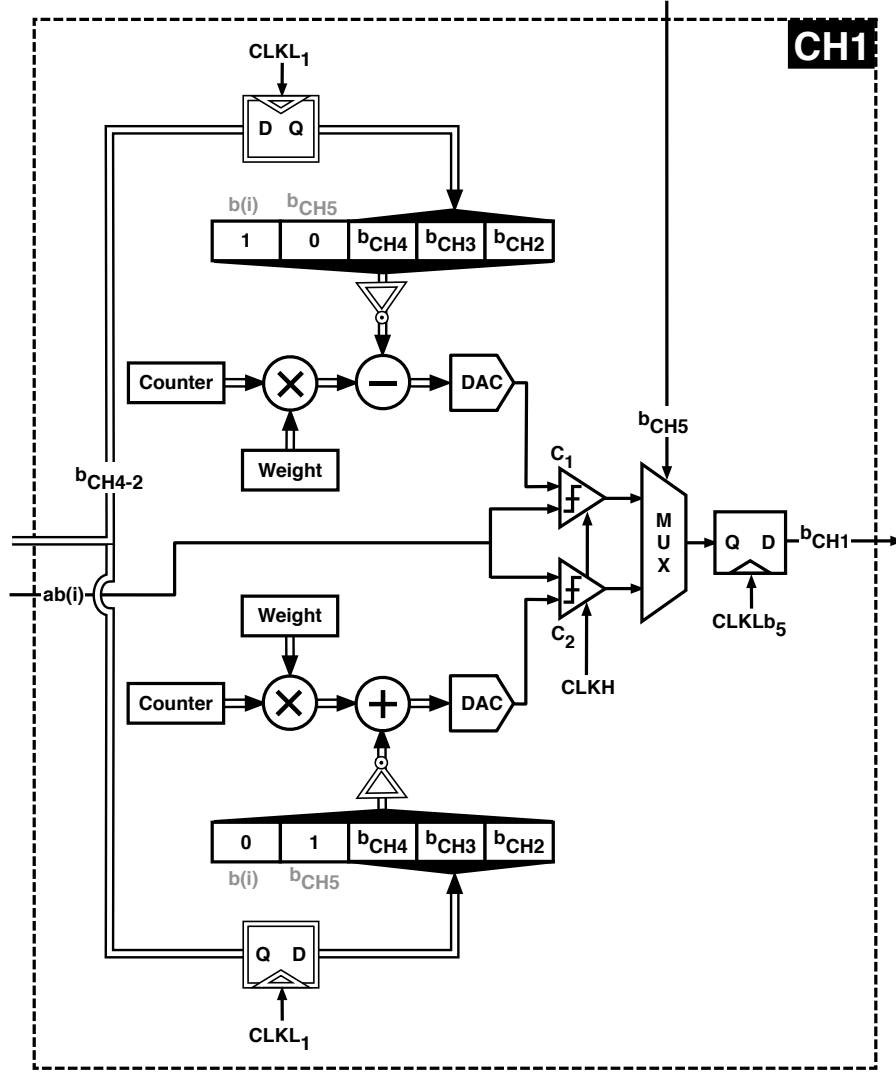 CH1
CLKL1
D Q
b(i) bCH5
1 0 bCH4 bCH3 bCH2
Counter
DAC
Weight
bCH5
bCH4-2
C1
M
U
X
Q D
bCH1
ab(i)
CLKLb5
C2
Weight
CLKH
Counter
DAC
0 1 bCH4 bCH3 bCH2
b(i) bCH5
Q D
CLKL1